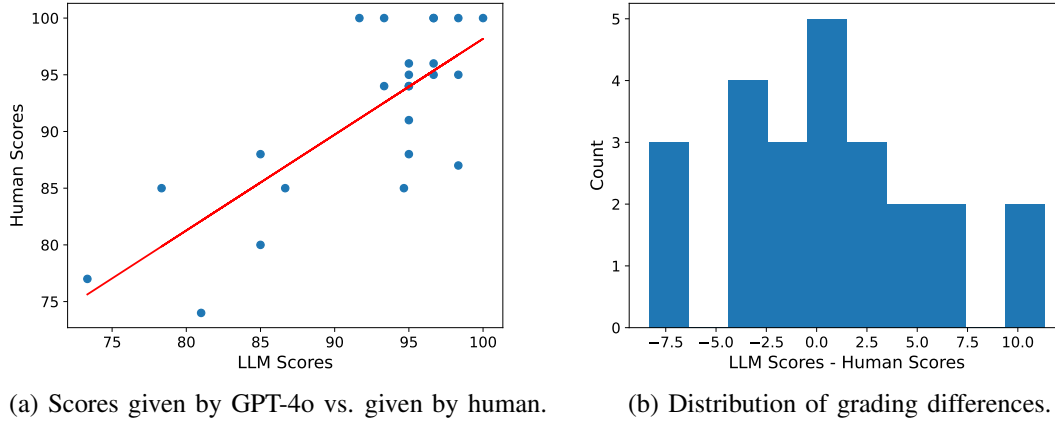 100
95
90
85
80
75
Human Scores
75 80 85 90 95 100
LLM Scores
(a) Scores given by GPT-4o vs. given by human.
5
4
3
2
1
0
Count
−7.5 −5.0 −2.5 0.0 2.5 5.0 7.5 10.0
LLM Scores - Human Scores
(b) Distribution of grading differences.